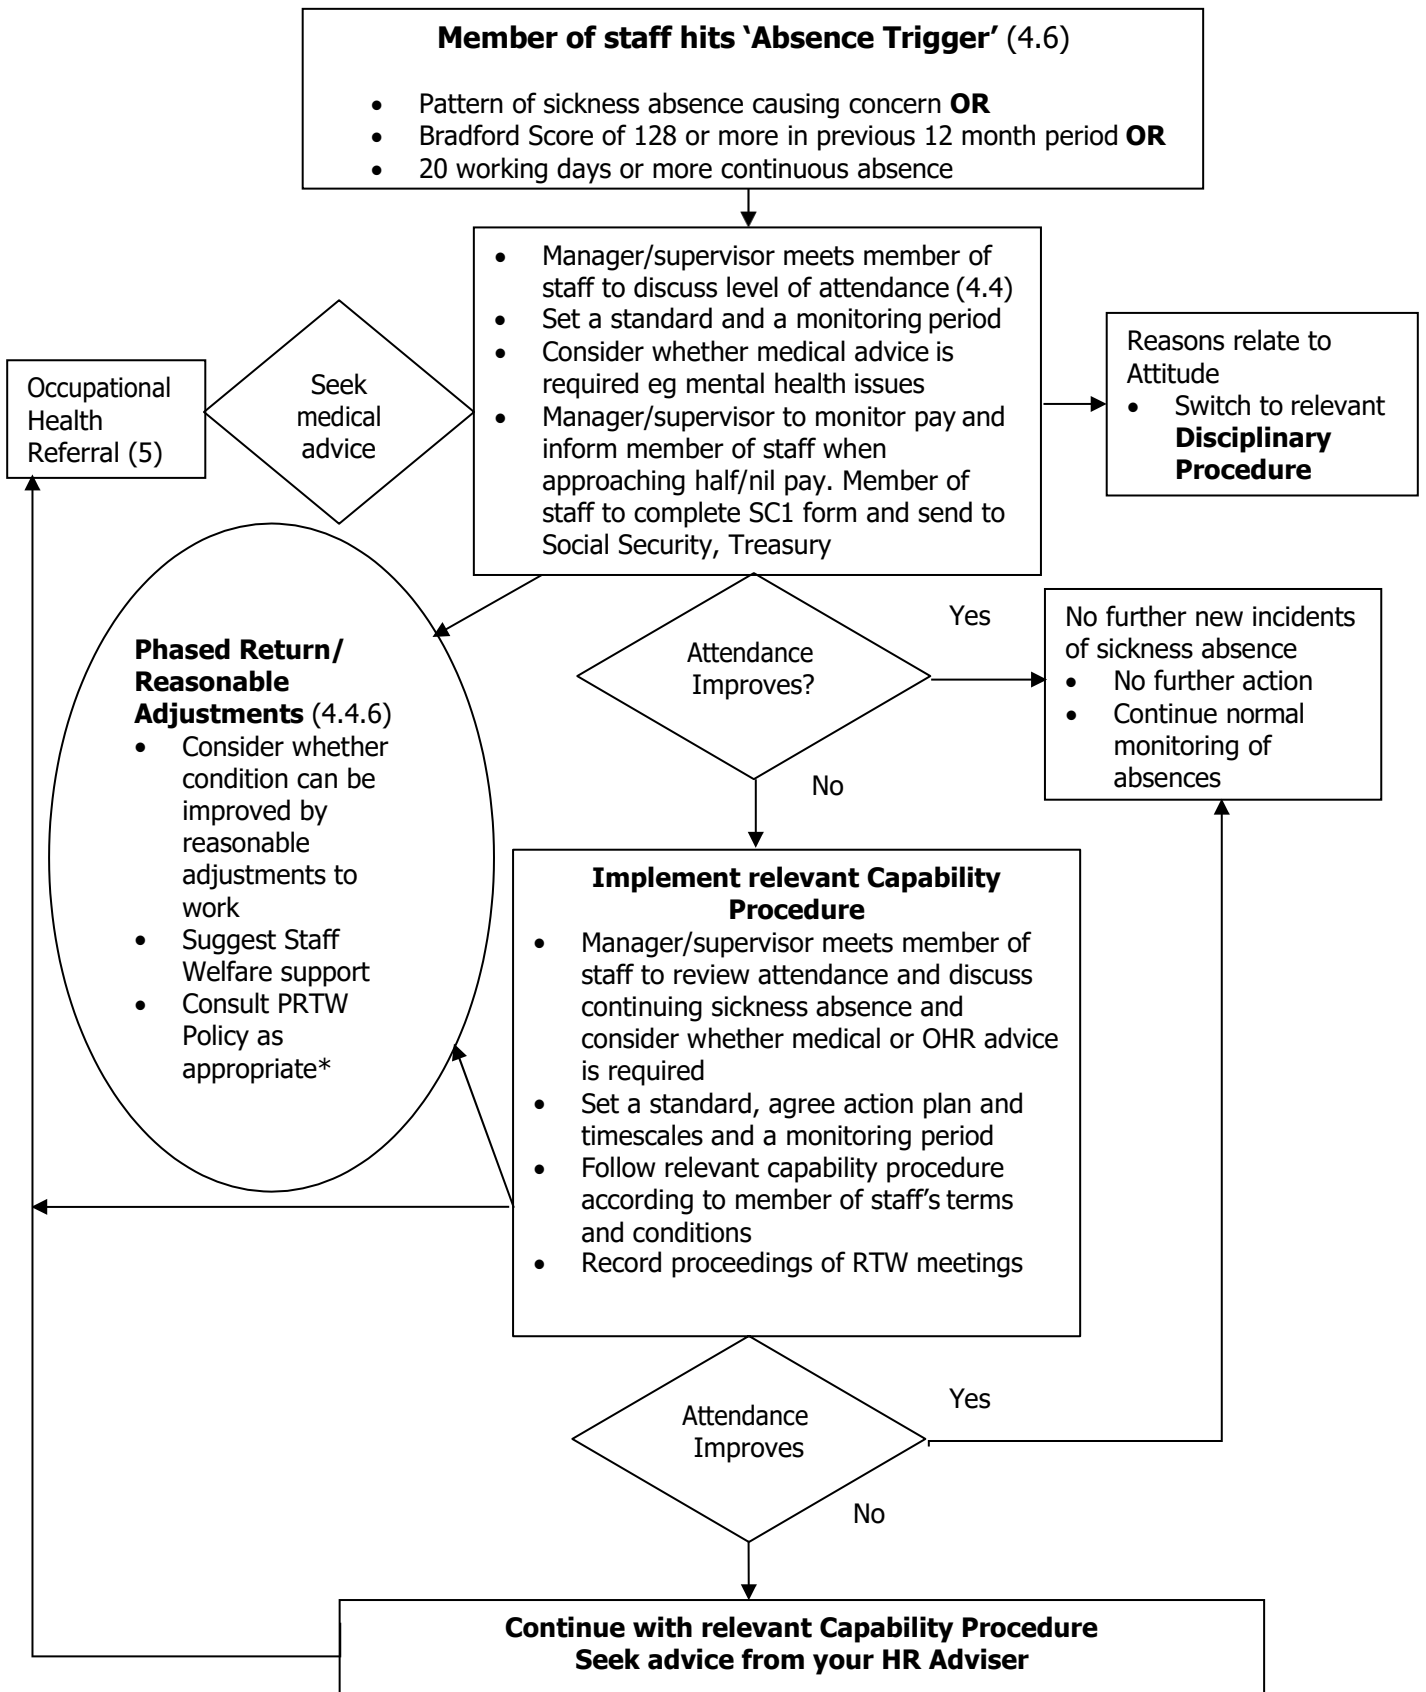 Member of staff hits ‘Absence Trigger’ (4.6)
• Pattern of sickness absence causing concern OR
• Bradford Score of 128 or more in previous 12 month period OR
• 20 working days or more continuous absence
• Manager/supervisor meets member of
staff to discuss level of attendance (4.4)
• Set a standard and a monitoring period
• Consider whether medical advice is
required eg mental health issues
• Manager/supervisor to monitor pay and
inform member of staff when
approaching half/nil pay. Member of
staff to complete SC1 form and send to
Social Security, Treasury
Seek
medical
advice
Occupational
Health
Referral (5)
Reasons relate to
Attitude
• Switch to relevant
Disciplinary
Procedure
Phased Return/
Reasonable
Adjustments (4.4.6)
• Consider whether
condition can be
improved by
reasonable
adjustments to
work
• Suggest Staff
Welfare support
• Consult PRTW
Policy as
appropriate*
Attendance
Improves?
Yes
No further new incidents
of sickness absence
• No further action
• Continue normal
monitoring of
absences
No
Implement relevant Capability
Procedure
• Manager/supervisor meets member of
staff to review attendance and discuss
continuing sickness absence and
consider whether medical or OHR advice
is required
• Set a standard, agree action plan and
timescales and a monitoring period
• Follow relevant capability procedure
according to member of staff’s terms
and conditions
• Record proceedings of RTW meetings
Attendance
Improves
Yes
No
Continue with relevant Capability Procedure
Seek advice from your HR Adviser